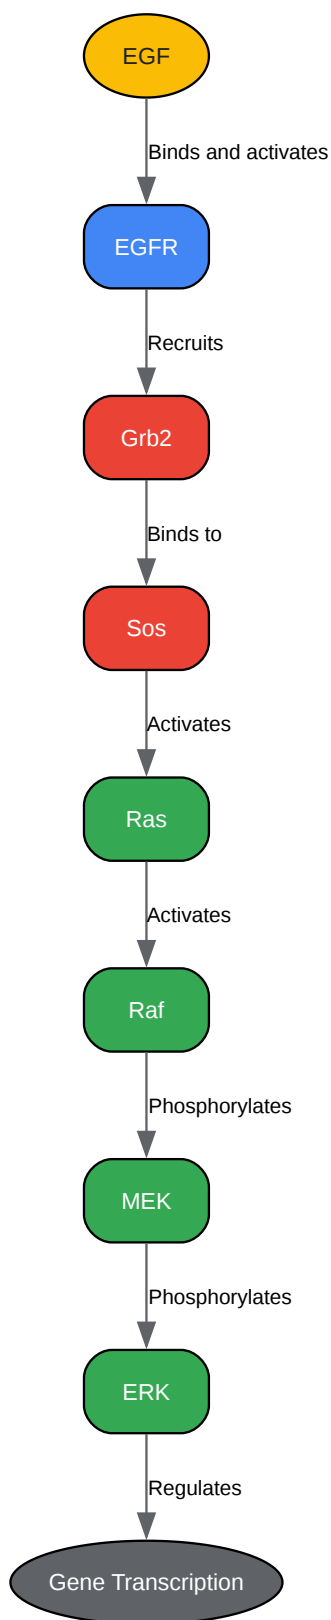 EGF
Binds and activates
EGFR
Recruits
Grb2
Binds to
Sos
Activates
Ras
Activates
Raf
Phosphorylates
MEK
Phosphorylates
ERK
Regulates
Gene Transcription